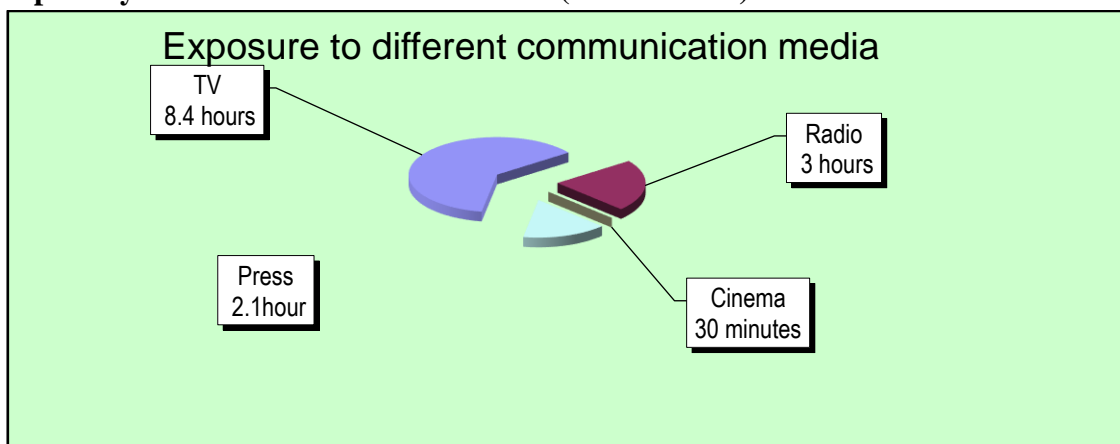 Exposure to different communication media
TV
8.4 hours
Radio
3 hours
Press
2.1hour
Cinema
30 minutes